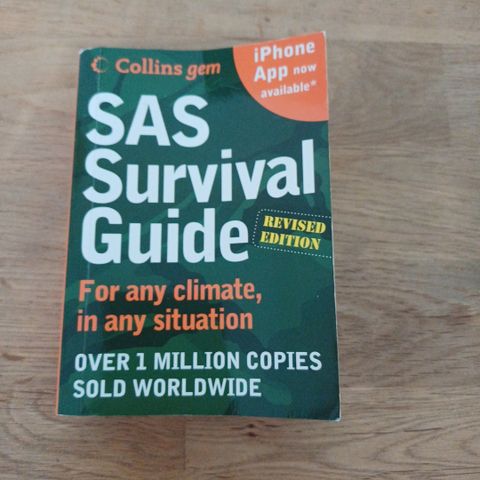 Collins gem
iPhone
App now
available*
SAS
Survival
Guide
REVISED
EDITION
For any climate,
in any situation
OVER 1 MILLION COPIES
SOLD WORLDWIDE